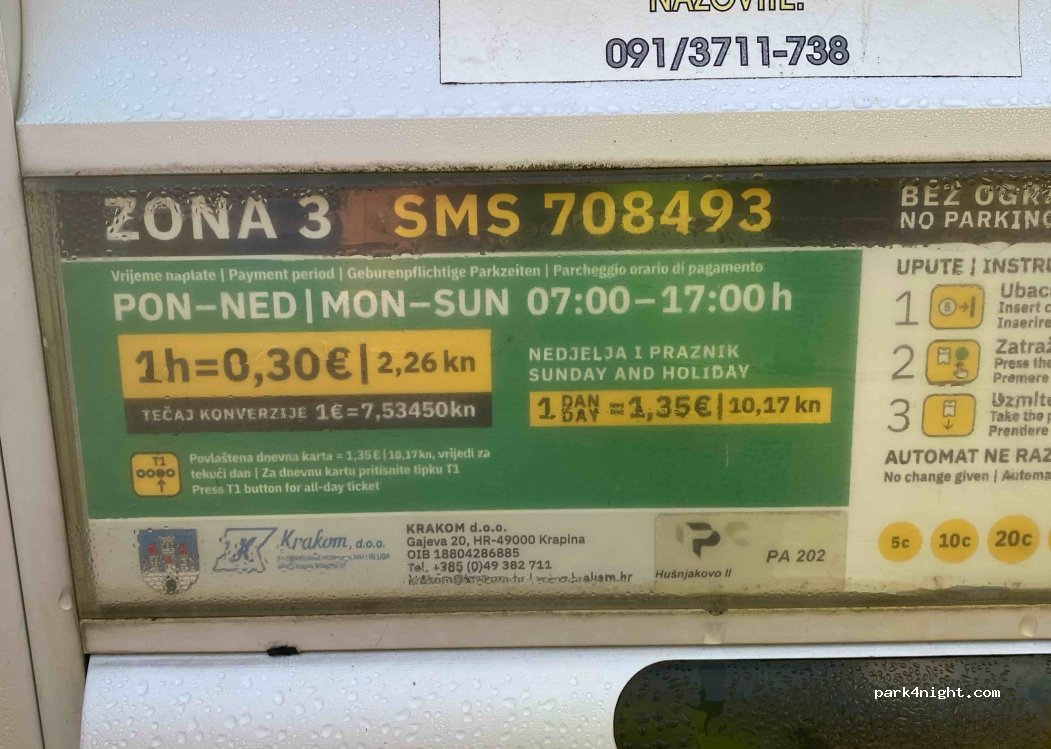 NAZOVITE:
091/3711-738
ZONA 3 SMS 708493
BEZ
NO PARKING
Vrijeme naplate | Payment period | Geburenpflichtige Parkzeiten | Parcheggio orario di pagamento
PON–NED | MON–SUN 07:00–17:00 h
1h=0,30€ | 2,26 kn
TEČAJ KONVERZIJE 1€=7,53450kn
NEDJELJA I PRAZNIK
SUNDAY AND HOLIDAY
1 DAN
DAY =1,35€ | 10,17 kn
T1
Povlaštena dnevna karta = 1,35€ | 10,17kn, vrijedi za
tekući dan | Za dnevnu kartu pritisnite tipku T1
Press T1 button for all-day ticket
UPUTE |
1
Insert
Inserire
2
Press the
Premere
3
Take the
Prendere
AUTOMAT NE
No change given |
5c 10c 20c
Krakom, d.o.o.
KRAKOM d.o.o.
Gajeva 20, HR-49000 Krapina
OIB 18804286885
Tel. +385 (0)49 382 711
Hušnjakovo II
PA 202
park4night.com